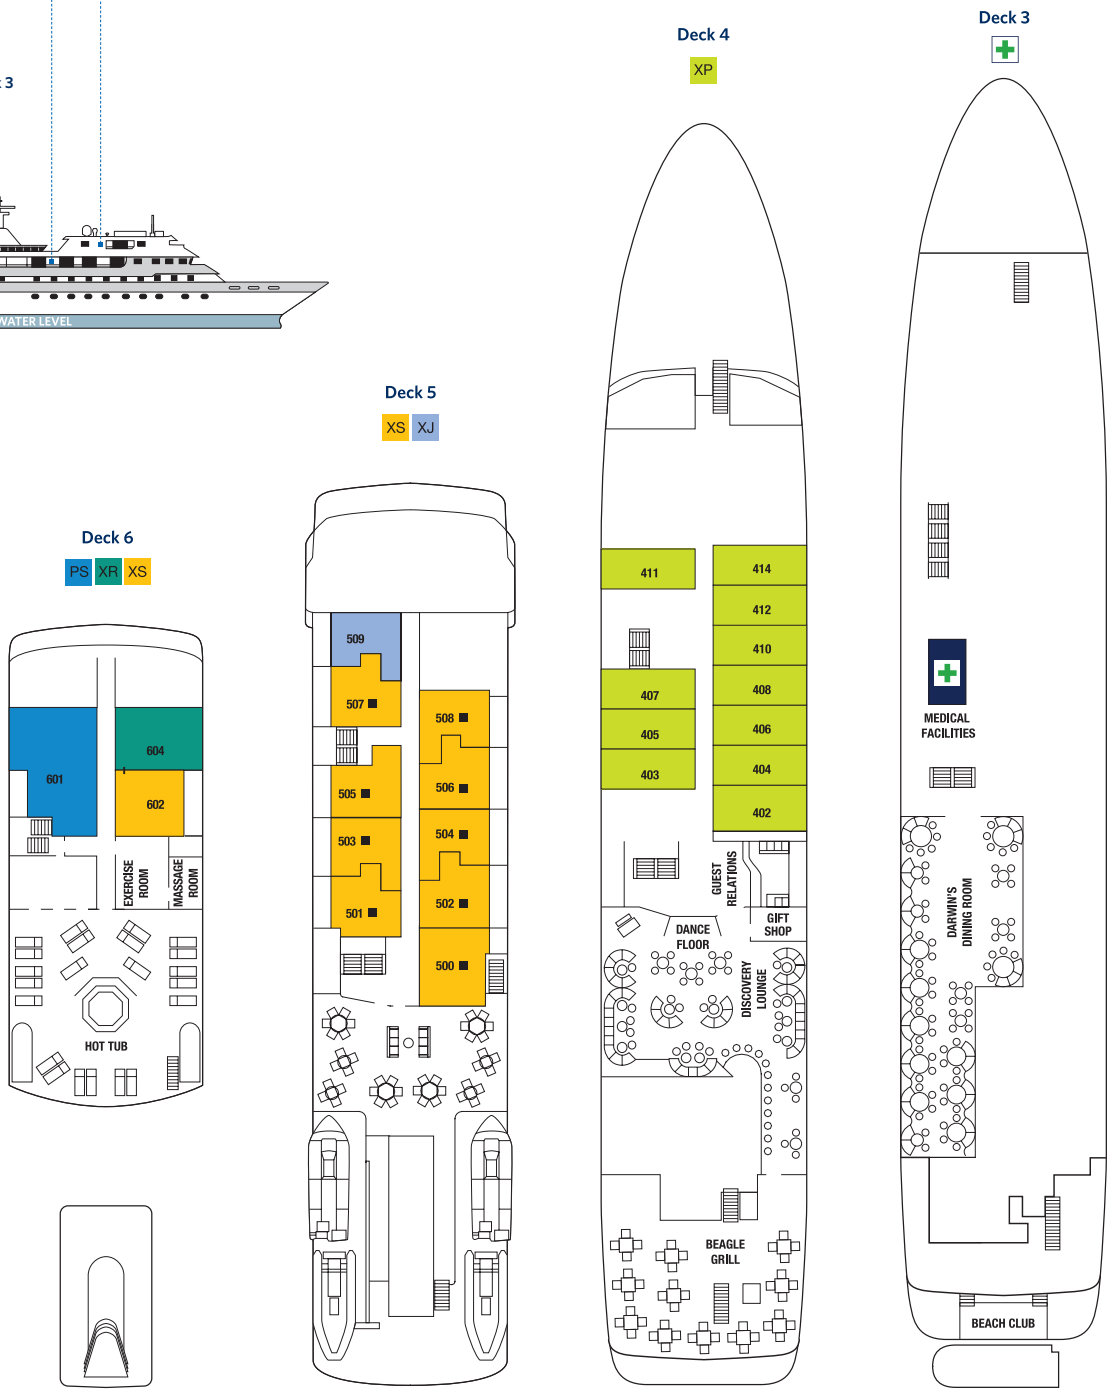 Deck 3
Deck 4
XP
3
WATER LEVEL
Deck 5
XS XJ
Deck 6
PS XR XS
601
604
602
EXERCISE
ROOM
MASSAGE
ROOM
HOT TUB
509
507
508
505
506
503
504
501
502
500
411
414
412
410
407
408
405
406
403
404
402
GUEST
RELATIONS
GIFT
SHOP
DANCE
FLOOR
DISCOVERY
LOUNGE
BEAGLE
GRILL
MEDICAL
FACILITIES
DARWIN'S
DINING ROOM
BEACH CLUB